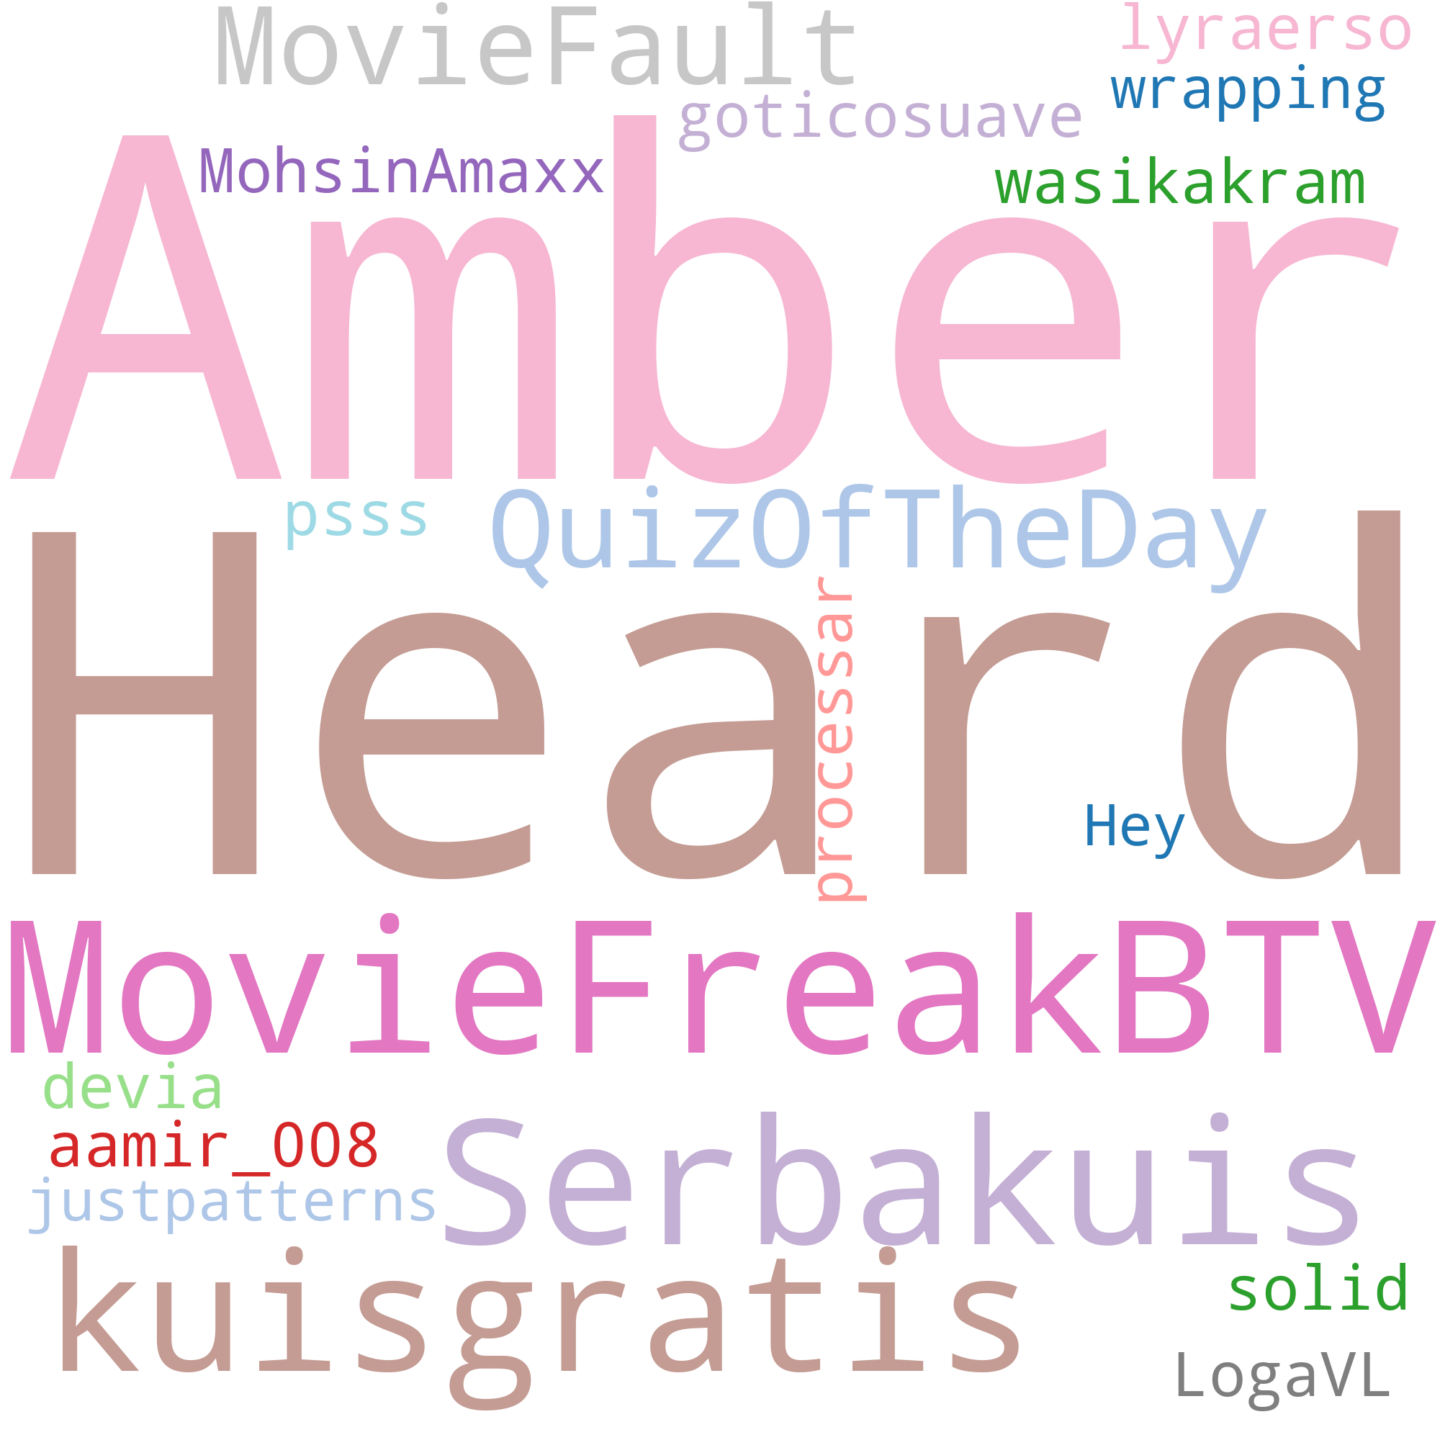 MovieFault
lyraerso
wrapping
goticosuave
MohsinAmaxx
wasikakram
Amber
psss
QuizOfTheDay
Heard
processar
Hey
MovieFreakBTV
devia
aamir_008
Serbakuis
justpatterns
kuisgratis
solid
LogaVL